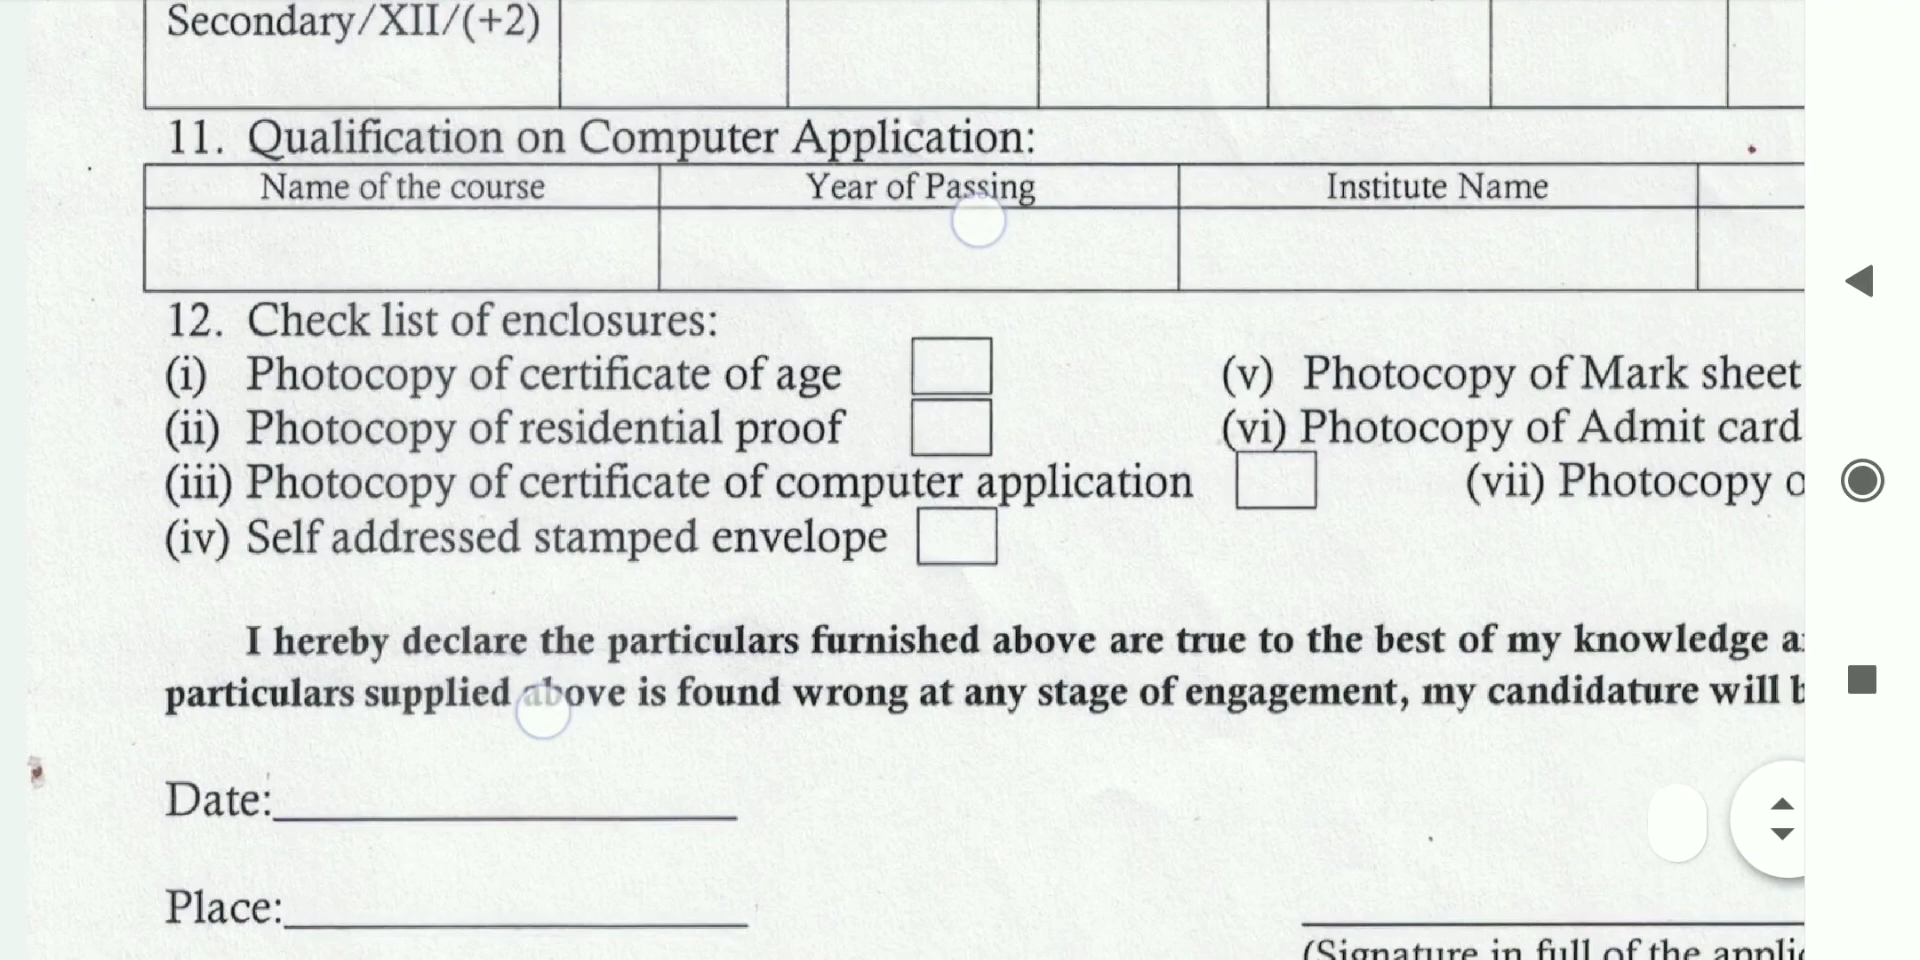 Secondary/XII/(+2)
11. Qualification on Computer Application:
Name of the course Year of Passing Institute Name
12. Check list of enclosures:
(i) Photocopy of certificate of age (v) Photocopy of Mark sheet
(ii) Photocopy of residential proof (vi) Photocopy of Admit card
(iii) Photocopy of certificate of computer application (vii) Photocopy
(iv) Self addressed stamped envelope
I hereby declare the particulars furnished above are true to the best of my knowledge
particulars supplied above is found wrong at any stage of engagement, my candidature will
Date:
Place:
(Signature in full of the